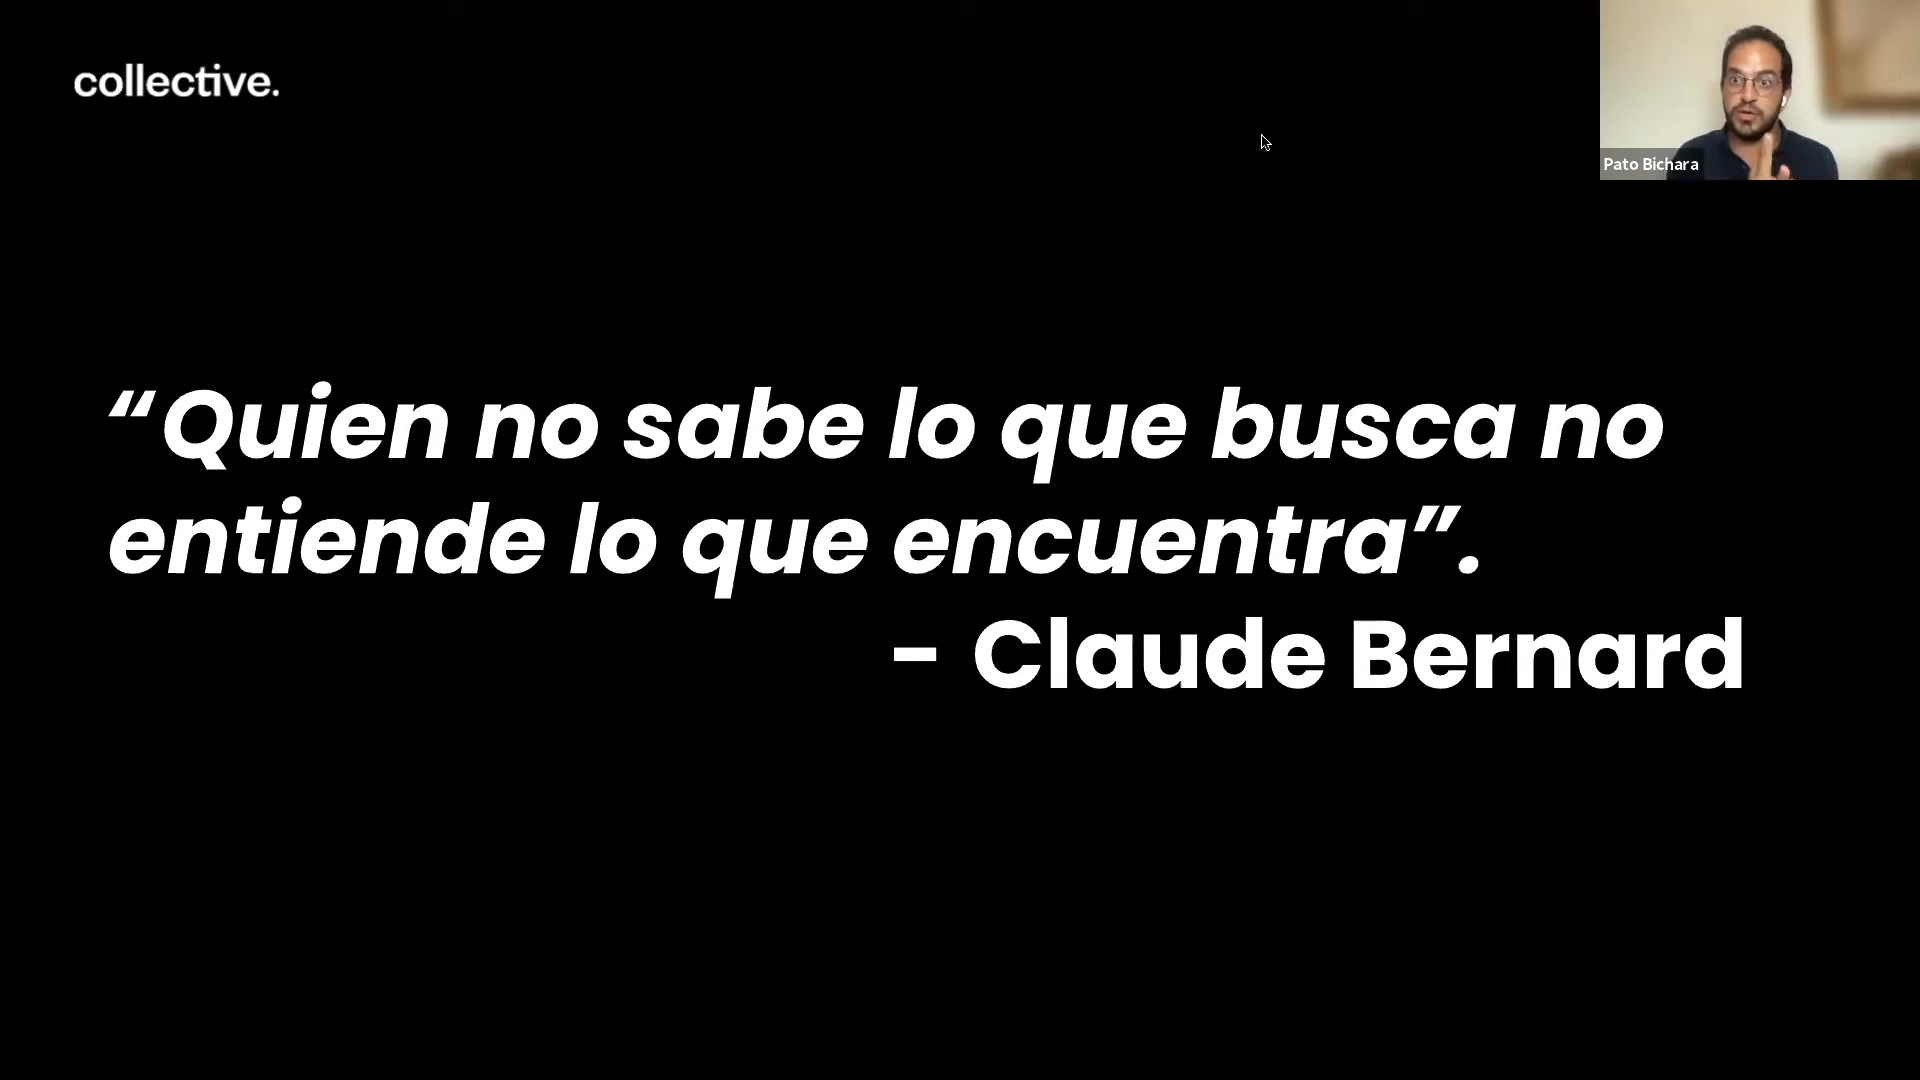 collective.
Pato Bichara
“Quien no sabe lo que busca no
entiende lo que encuentra”.
- Claude Bernard